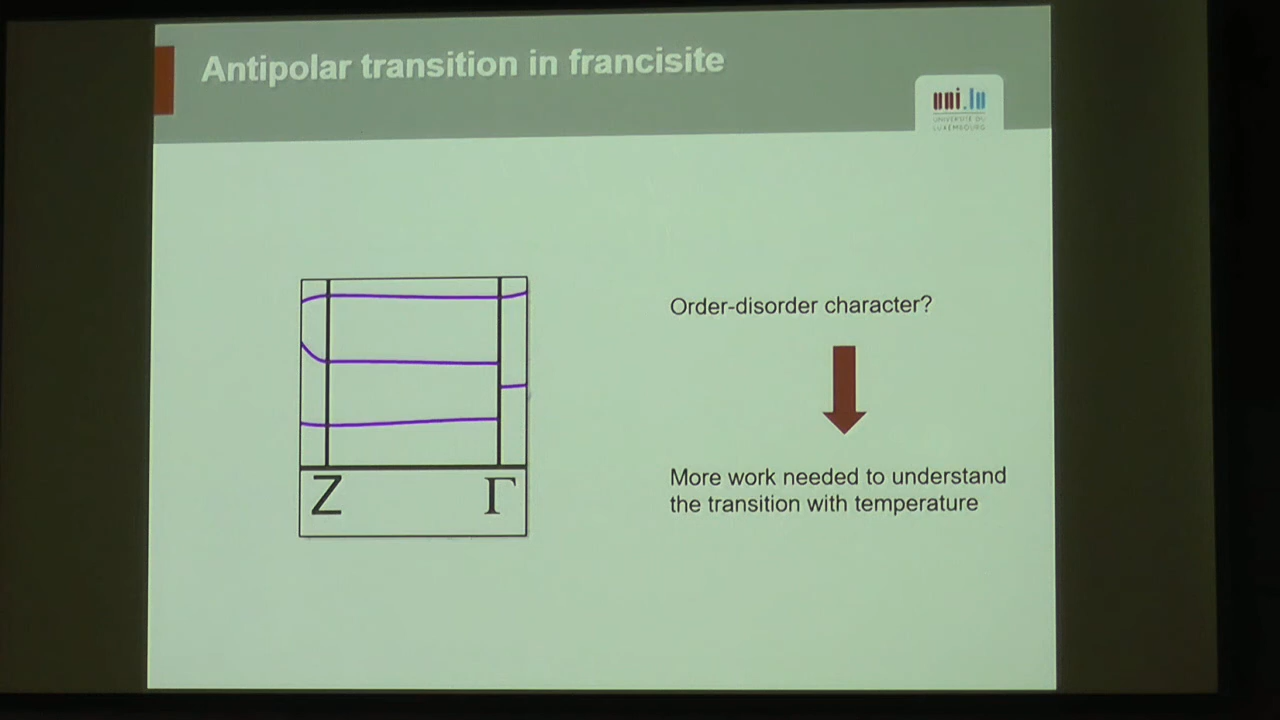 Antipolar transition in francisite
uni.lu
UNIVERSITÉ DU
LUXEMBOURG
Order-disorder character?
More work needed to understand
the transition with temperature
Z Γ